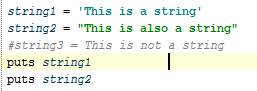 string1 = 'This is a string'
string2 = "This is also a string"
#string3 = This is not a string
puts string1
puts string2